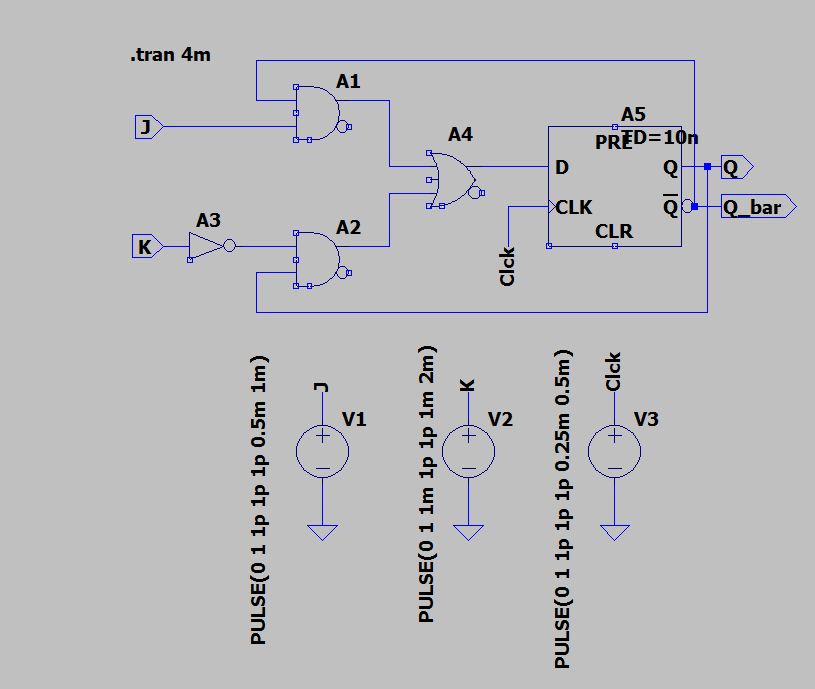 .tran 4m
A1
J
A4
A5
TD=10n
PRE
D
Q
Q
CLK
Q
Q_bar
CLR
A3
K
A2
Clck
PULSE(0 1 1p 1p 1p 0.5m 1m)
J
V1
PULSE(0 1 1m 1p 1p 1m 2m)
K
V2
PULSE(0 1 1p 1p 1p 0.25m 0.5m)
Clck
V3